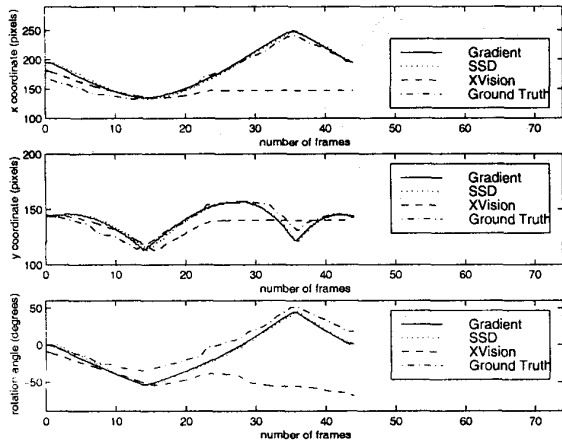 x coordinate (pixels)
250
200
150
100
0 10 20 30 40 50 60 70
number of frames
Gradient
SSD
XVision
Ground Truth
y coordinate (pixels)
200
150
100
0 10 20 30 40 50 60 70
number of frames
Gradient
SSD
XVision
Ground Truth
rotation angle (degrees)
50
0
-50
0 10 20 30 40 50 60 70
number of frames
Gradient
SSD
XVision
Ground Truth